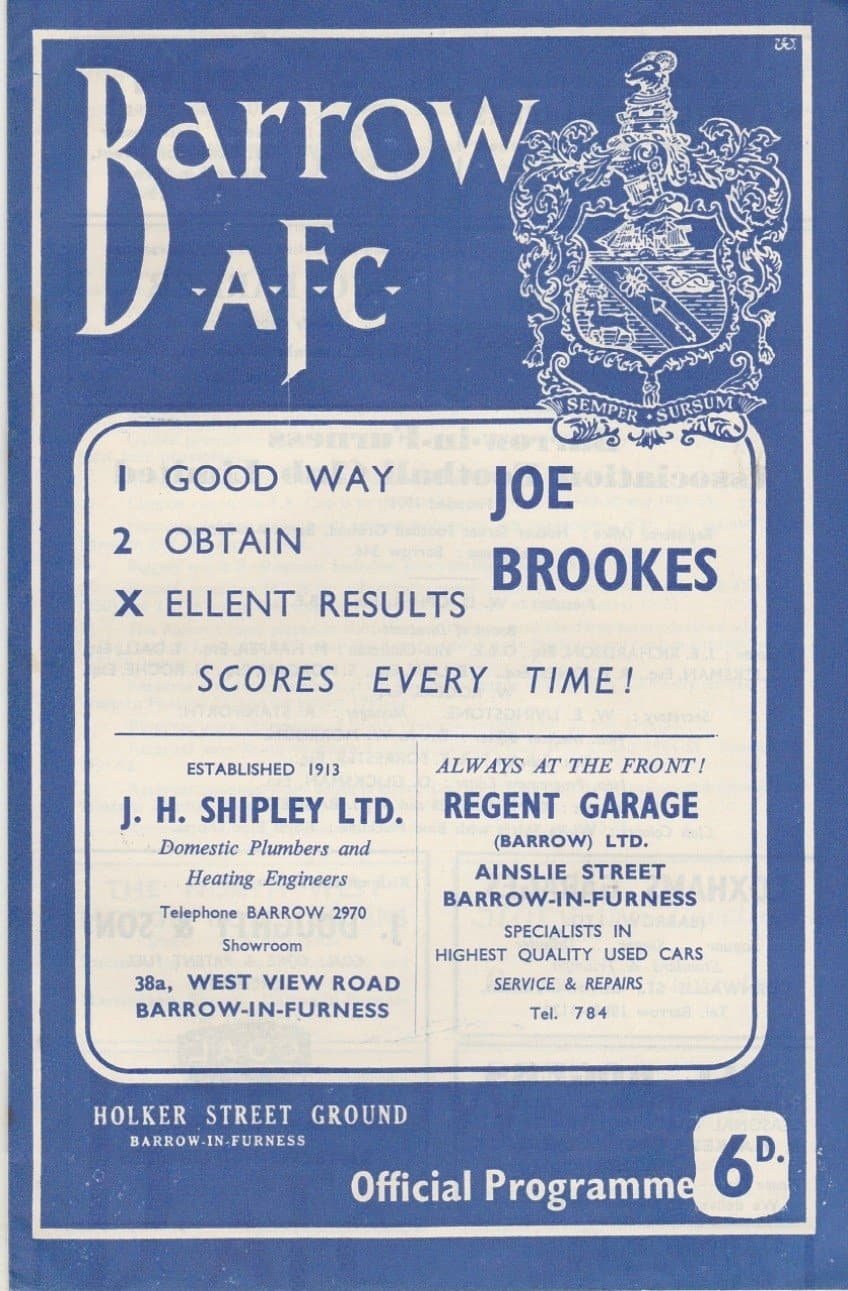 Barrow
A.F.C.
SEMPER SURSUM
1 GOOD WAY
2 OBTAIN
X ELLENT RESULTS
JOE
BROOKES
SCORES EVERY TIME!
ESTABLISHED 1913
J. H. SHIPLEY LTD.
Domestic Plumbers and
Heating Engineers
Telephone BARROW 2970
Showroom
38a, WEST VIEW ROAD
BARROW-IN-FURNESS
ALWAYS AT THE FRONT!
REGENT GARAGE
(BARROW) LTD.
AINSLIE STREET
BARROW-IN-FURNESS
SPECIALISTS IN
HIGHEST QUALITY USED CARS
SERVICE & REPAIRS
Tel. 784
HOLKER STREET GROUND
BARROW-IN-FURNESS
Official Programme 6D.